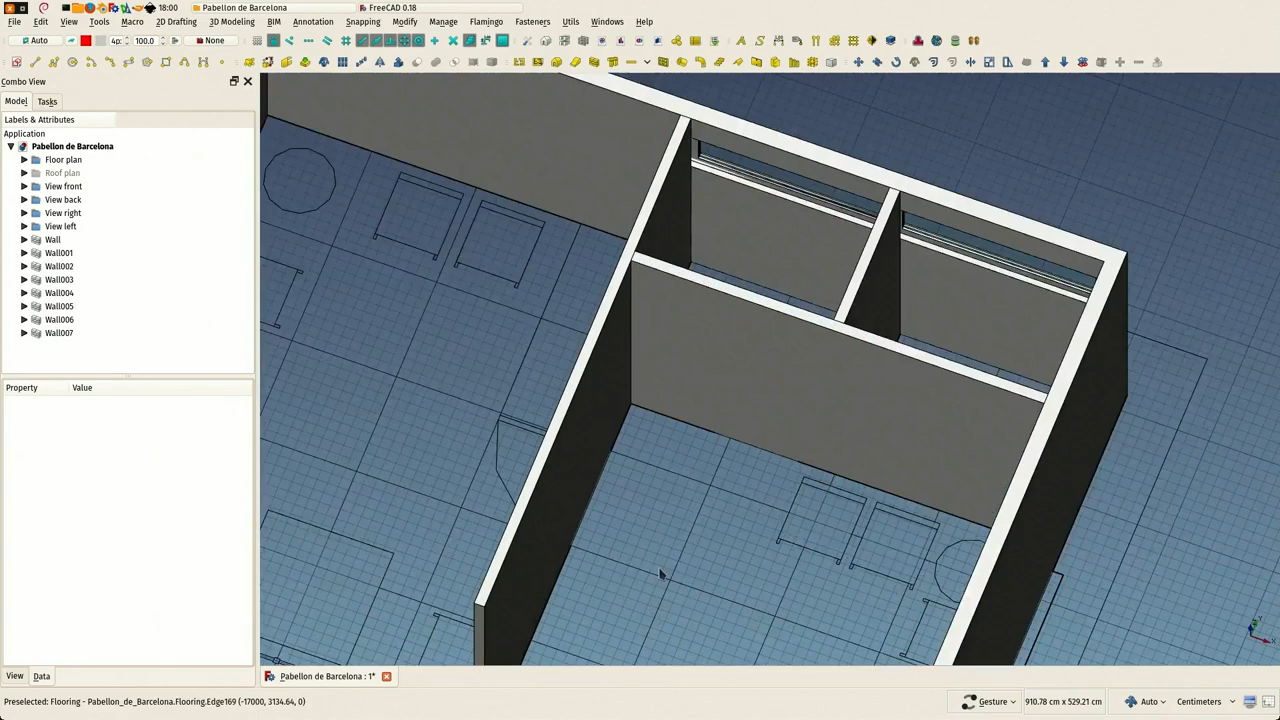 18:00 Pabellon de Barcelona FreeCAD 0.18
File Edit View Tools Macro 2D Drafting 3D Modeling BIM Annotation Snapping Modify Manage Flamingo Fasteners Utils Windows Help
Auto 4p: 100.0 None
Combo View
Model Tasks
Labels & Attributes
Application
Pabellon de Barcelona
Floor plan
Roof plan
View front
View back
View right
View left
Wall
Wall001
Wall002
Wall003
Wall004
Wall005
Wall006
Wall007
Property Value
View Data
Pabellon de Barcelona : 1*
Preselected: Flooring - Pabellon_de_Barcelona.Flooring.Edge169 (-17000, 3134.64, 0)
Gesture 910.78 cm x 529.21 cm Auto Centimeters